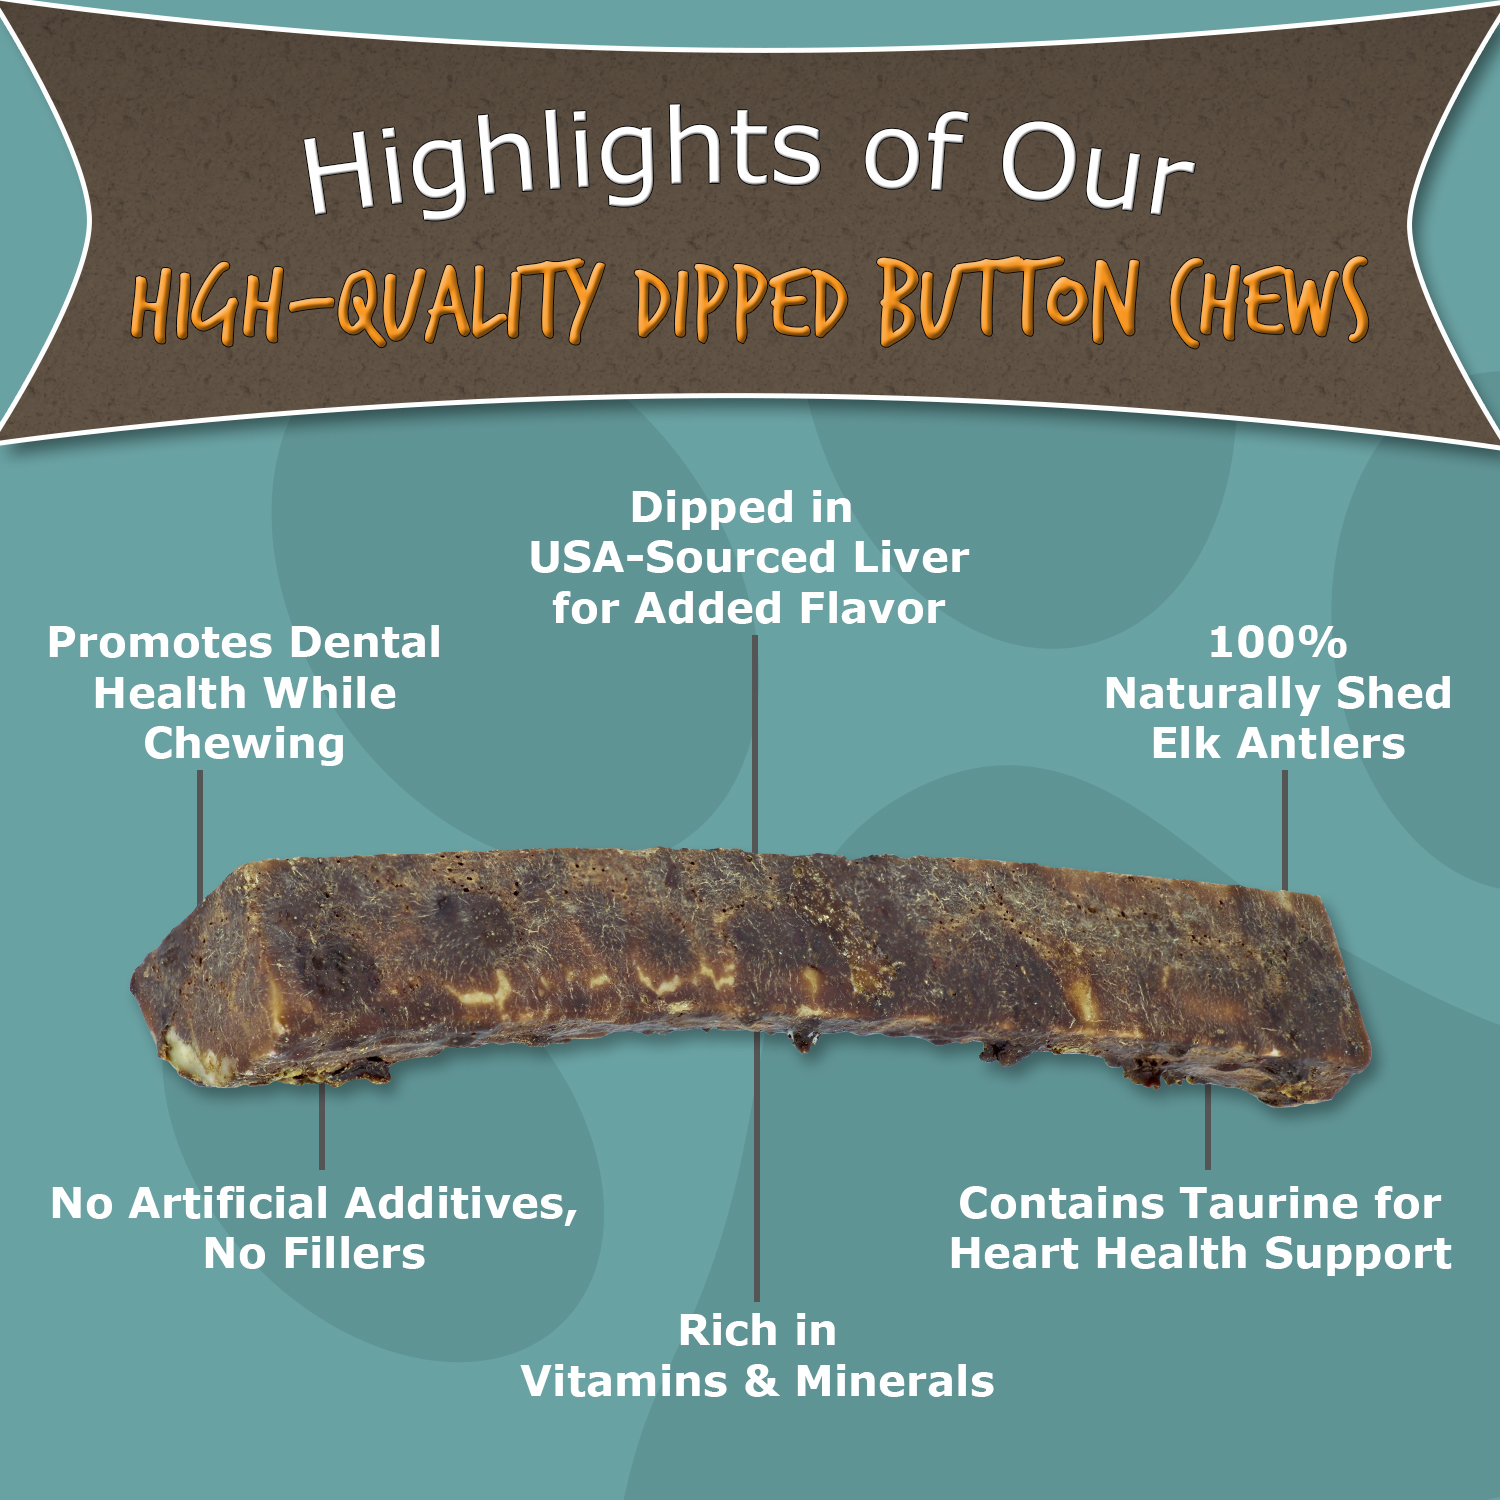 Highlights of Our
HIGH-QUALITY DIPPED BUTTON CHEWS
Dipped in
USA-Sourced Liver
for Added Flavor
Promotes Dental
Health While
Chewing
100%
Naturally Shed
Elk Antlers
No Artificial Additives,
No Fillers
Contains Taurine for
Heart Health Support
Rich in
Vitamins & Minerals